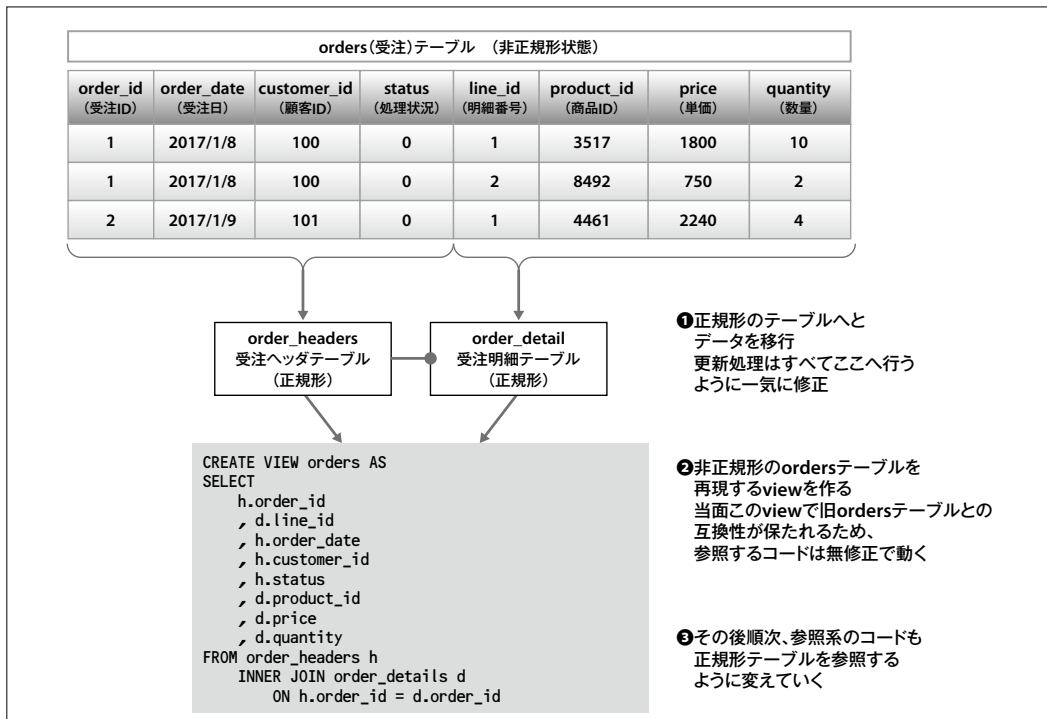 orders（受注）テーブル　（非正規形状態）
order_id order_date customer_id status line_id product_id price quantity
（受注ID） （受注日） （顧客ID） （処理状況） （明細番号） （商品ID） （単価） （数量）
1 2017/1/8 100 0 1 3517 1800 10
1 2017/1/8 100 0 2 8492 750 2
2 2017/1/9 101 0 1 4461 2240 4
order_headers
受注ヘッダテーブル
（正規形）
order_detail
受注明細テーブル
（正規形）
❶正規形のテーブルへと
データを移行
更新処理はすべてここへ行う
ように一気に修正
CREATE VIEW orders AS
SELECT
h.order_id
, d.line_id
, h.order_date
, h.customer_id
, h.status
, d.product_id
, d.price
, d.quantity
FROM order_headers h
INNER JOIN order_details d
ON h.order_id = d.order_id
❷非正規形のordersテーブルを
再現するviewを作る
当面このviewで旧ordersテーブルとの
互換性が保たれるため、
参照するコードは無修正で動く
❸その後順次、参照系のコードも
正規形テーブルを参照する
ように変えていく